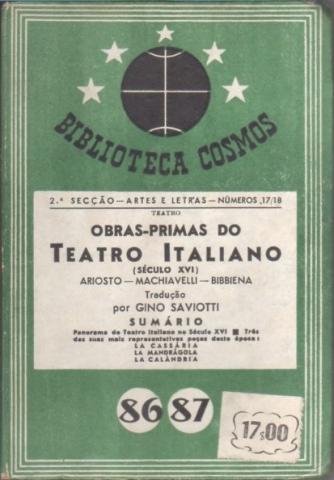 BIBLIOTECA COSMOS
2.ª SECÇÃO — ARTES E LETRAS — NÚMEROS 17/18
TEATRO
OBRAS-PRIMAS DO
TEATRO ITALIANO
(SÉCULO XVI)
ARIOSTO — MACHIAVELLI — BIBBIENA
Tradução
por GINO SAVIOTTI
SUMÁRIO
Panorama do Teatro Italiano no Século XVI ■ Três
das suas mais representativas peças desta época:
LA CASSÁRIA
LA MANDRÁGOLA
LA CALÀNDRIA
86 87
17$00